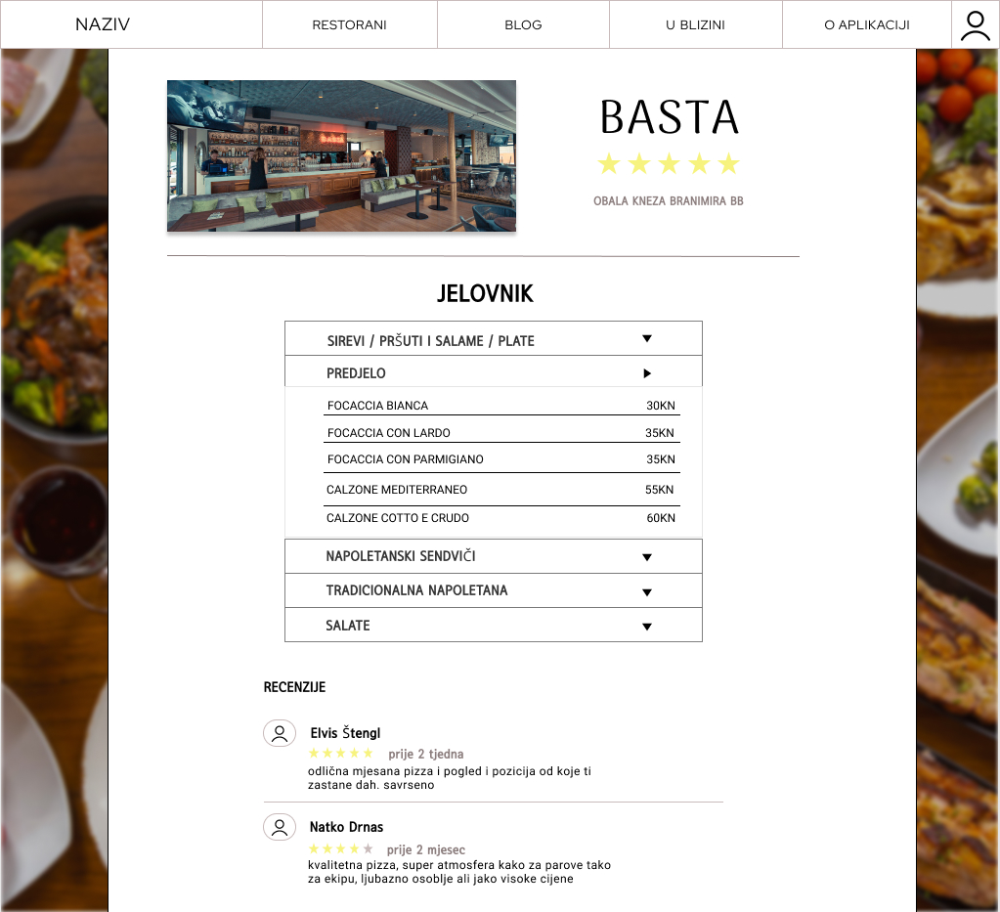 NAZIV
RESTORANI
BLOG
U BLIZINI
O APLIKACIJI
BASTA
OBALA KNEZA BRANIMIRA BB
JELOVNIK
SIREVI / PRŠUTI I SALAME / PLATE
PREDJELO
FOCACCIA BIANCA 30KN
FOCACCIA CON LARDO 35KN
FOCACCIA CON PARMIGIANO 35KN
CALZONE MEDITERRANEO 55KN
CALZONE COTTO E CRUDO 60KN
NAPOLETANSKI SENDVIČI
TRADICIONALNA NAPOLETANA
SALATE
RECENZIJE
Elvis Štengl
prije 2 tjedna
odlična mjesana pizza i pogled i pozicija od koje ti
zastane dah. savrseno
Natko Drnas
prije 2 mjesec
kvalitetna pizza, super atmosfera kako za parove tako
za ekipu, ljubazno osoblje ali jako visoke cijene